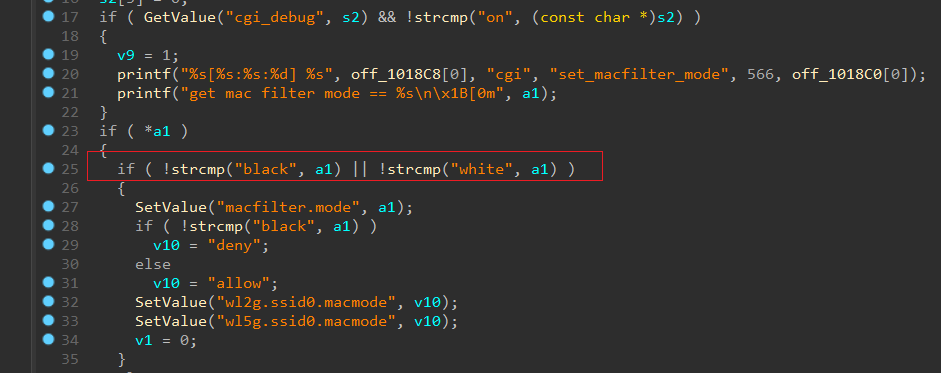 17 if ( GetValue("cgi_debug", s2) && !strcmp("on", (const char *)s2) )
18 {
19 v9 = 1;
20 printf("%s[%s:%s:%d] %s", off_1018C8[0], "cgi", "set_macfilter_mode", 566, off_1018C0[0]);
21 printf("get mac filter mode == %s\n\x1B[0m", a1);
22 }
23 if ( *a1 )
24 {
25 if ( !strcmp("black", a1) || !strcmp("white", a1) )
26 {
27 SetValue("macfilter.mode", a1);
28 if ( !strcmp("black", a1) )
29 v10 = "deny";
30 else
31 v10 = "allow";
32 SetValue("wl2g.ssid0.macmode", v10);
33 SetValue("wl5g.ssid0.macmode", v10);
34 v1 = 0;
35 }